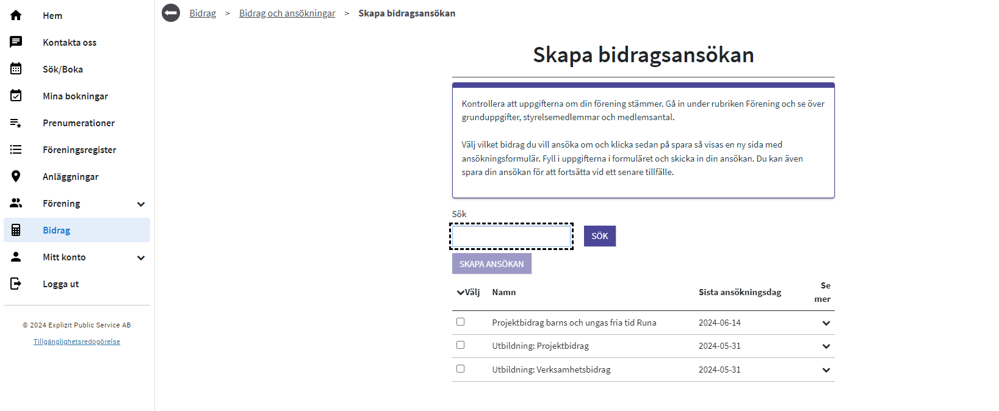 Hem
Kontakta oss
Sök/Boka
Mina bokningar
Prenumerationer
Föreningsregister
Anläggningar
Förening
Bidrag
Mitt konto
Logga ut
© 2024 Explizit Public Service AB
Tillgänglighetsredogörelse
Bidrag > Bidrag och ansökningar > Skapa bidragsansökan
Skapa bidragsansökan
Kontrollera att uppgifterna om din förening stämmer. Gå in under rubriken Förening och se över
grunduppgifter, styrelsemedlemmar och medlemsantal.
Välj vilket bidrag du vill ansöka om och klicka sedan på spara så visas en ny sida med
ansökningsformulär. Fyll i uppgifterna i formuläret och skicka in din ansökan. Du kan även
spara din ansökan för att fortsätta vid ett senare tillfälle.
Sök
SÖK
SKAPA ANSÖKAN
Välj Namn Sista ansökningsdag Se
mer
Projektbidrag barns och ungas fria tid Runa 2024-06-14
Utbildning: Projektbidrag 2024-05-31
Utbildning: Verksamhetsbidrag 2024-05-31